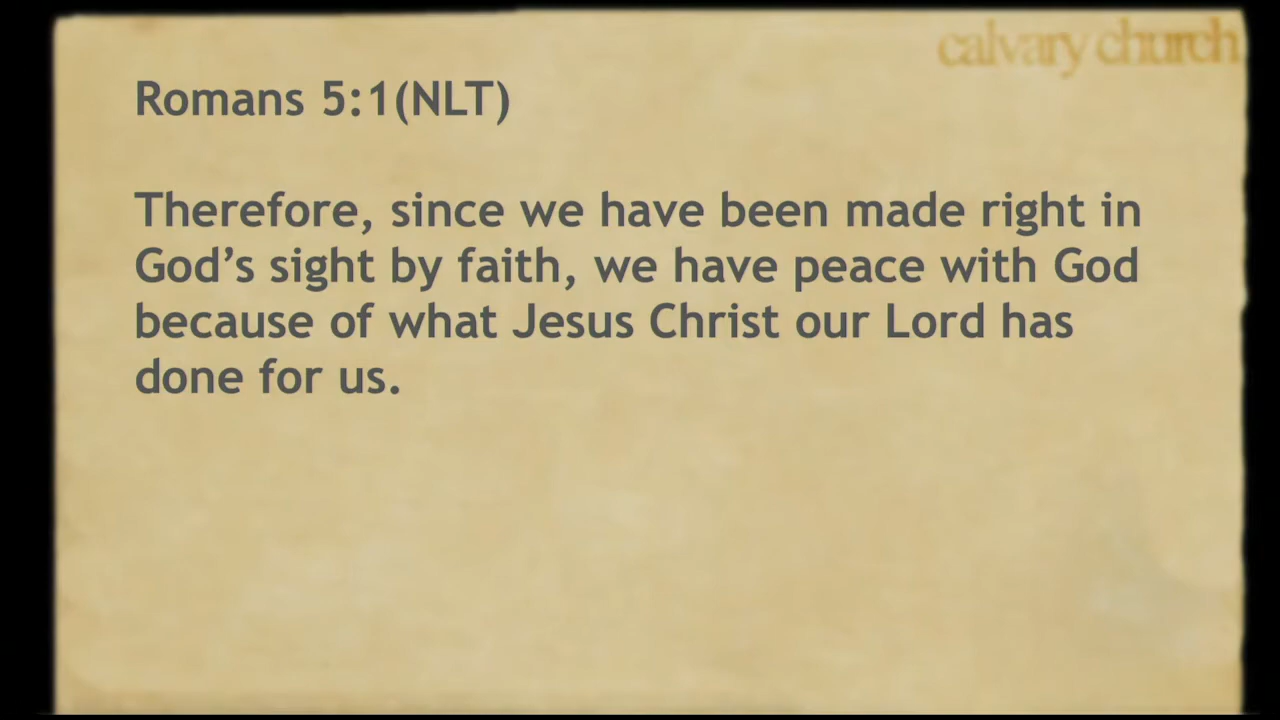 calvary church
Romans 5:1(NLT)
Therefore, since we have been made right in
God’s sight by faith, we have peace with God
because of what Jesus Christ our Lord has
done for us.